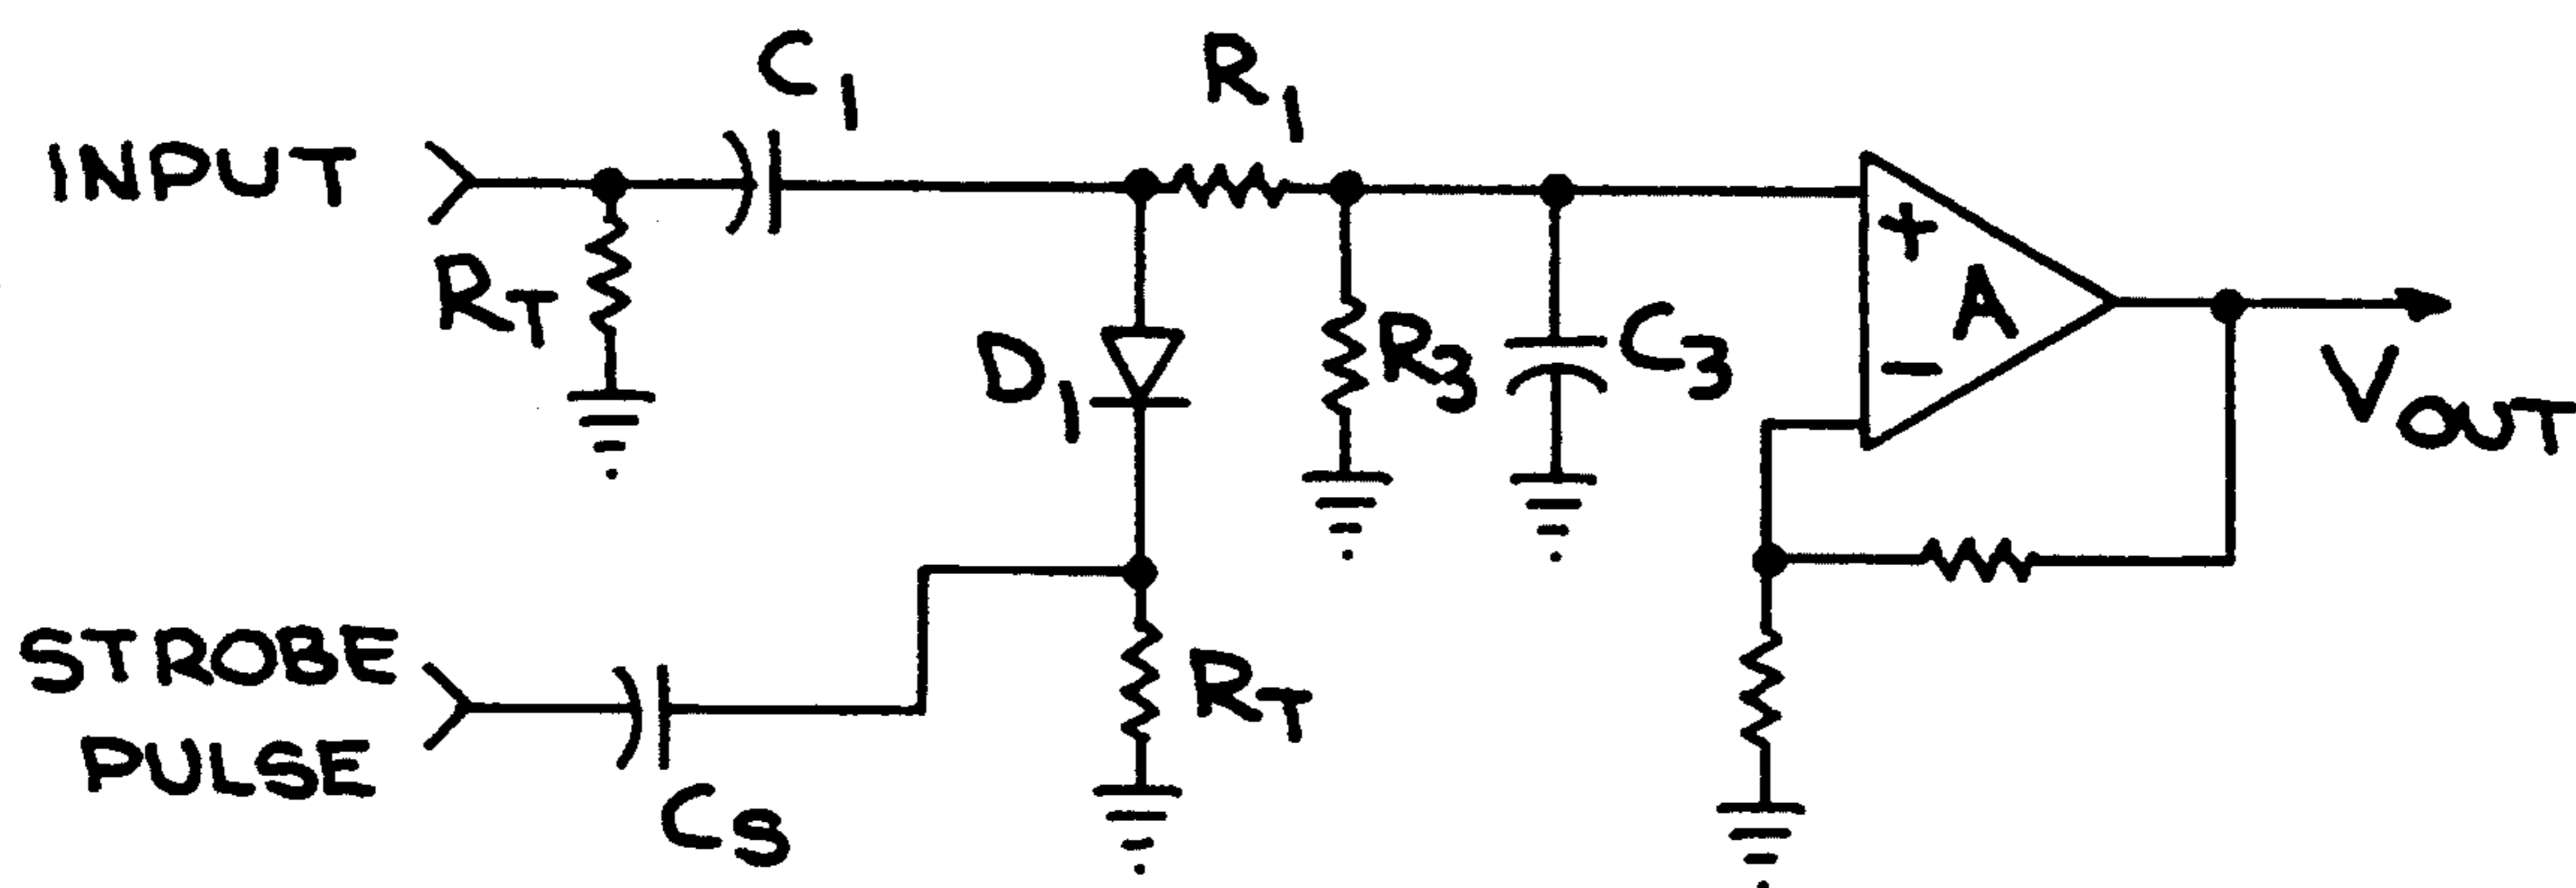 C1
R1
INPUT
RT
+
A
−
D1
R3
C3
VOUT
STROBE
PULSE
RT
CS